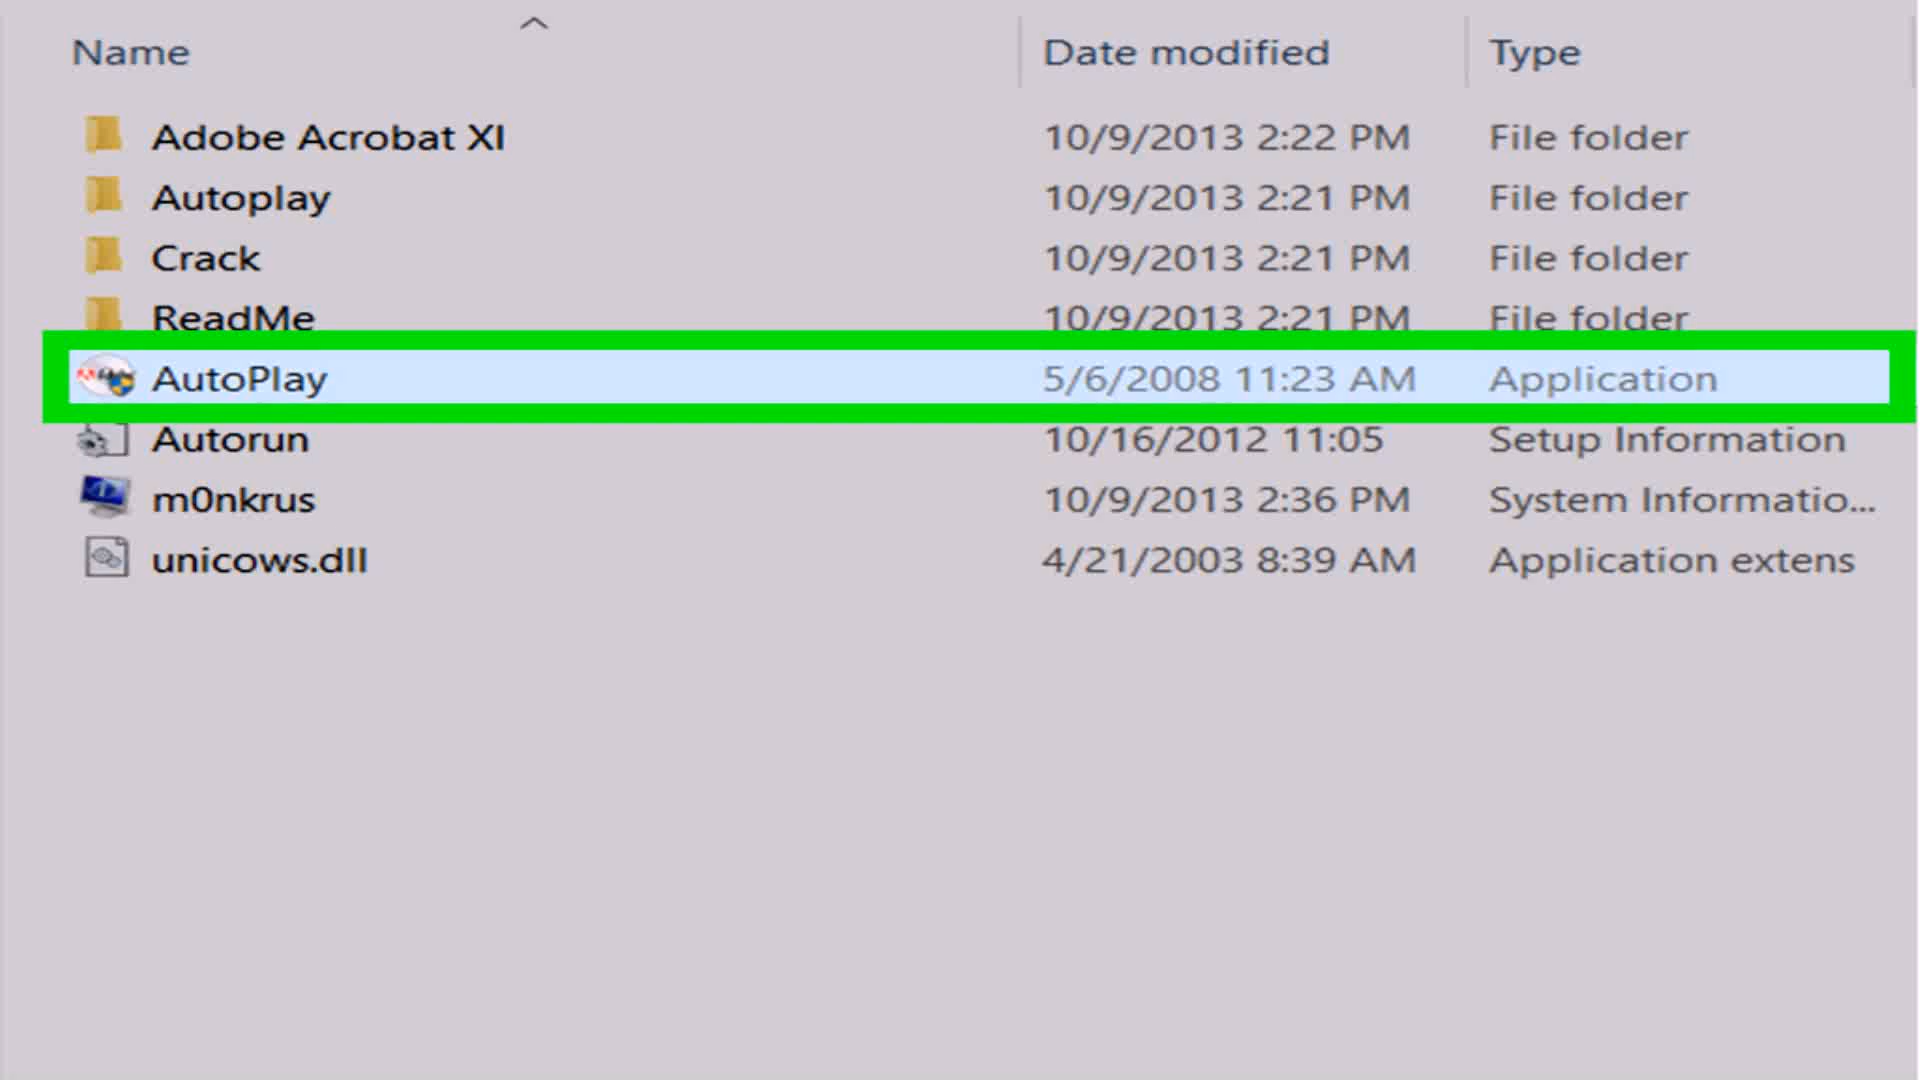 Name Date modified Type
Adobe Acrobat XI 10/9/2013 2:22 PM File folder
Autoplay 10/9/2013 2:21 PM File folder
Crack 10/9/2013 2:21 PM File folder
ReadMe 10/9/2013 2:21 PM File folder
AutoPlay 5/6/2008 11:23 AM Application
Autorun 10/16/2012 11:05 Setup Information
m0nkrus 10/9/2013 2:36 PM System Informatio...
unicows.dll 4/21/2003 8:39 AM Application extens